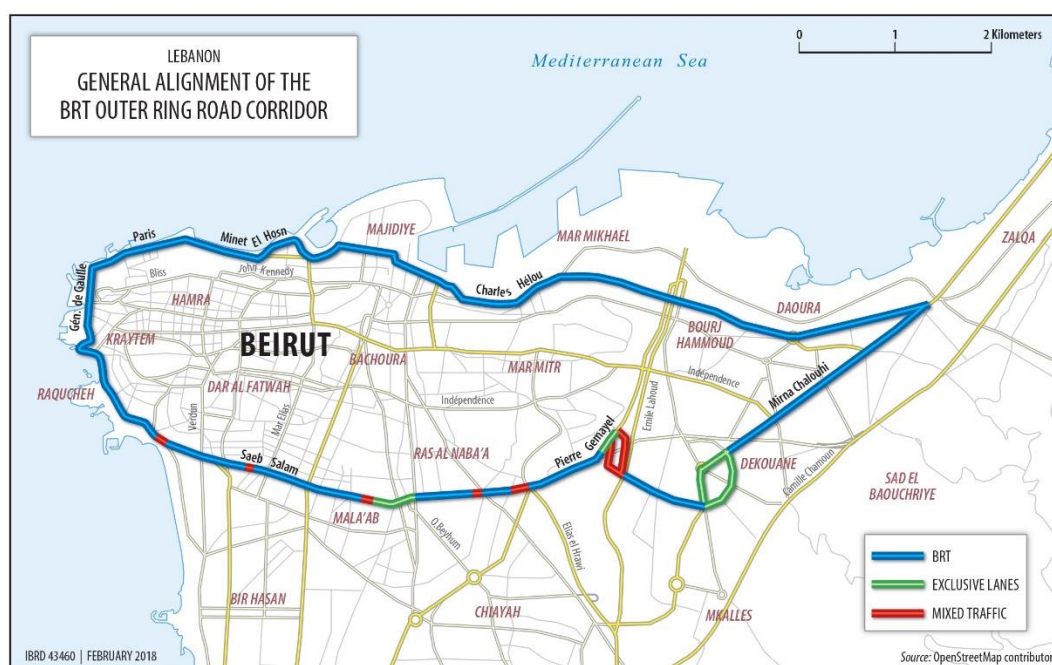 LEBANON
GENERAL ALIGNMENT OF THE
BRT OUTER RING ROAD CORRIDOR
0 1 2 Kilometers
Mediterranean Sea
MAJIDIYE
MAR MIKHAEL
ZALQA
Paris
Minet El Hosn
Bliss
John Kennedy
Charles Hélou
Gén. de Gaulle
HAMRA
DAOURA
BOURJ
HAMMOUD
KRAYTEM
BEIRUT
BACHOURA
MAR MITR
Indépendence
Mirna Chalouhi
RAOUCHEH
DAR AL FATWAH
Indépendence
Emile Lahoud
Verdun
Mar Elias
Pierre Gemayel
Saeb Salam
RAS AL NABA'A
DEKOUANE
Camille Chamoun
SAD EL
BAOUCHRIYE
MALA'AB
O.Beyhum
Elias el Hrawi
BIR HASAN
CHIAYAH
MKALLES
BRT
EXCLUSIVE LANES
MIXED TRAFFIC
IBRD 43460 | FEBRUARY 2018
Source: OpenStreetMap contributor